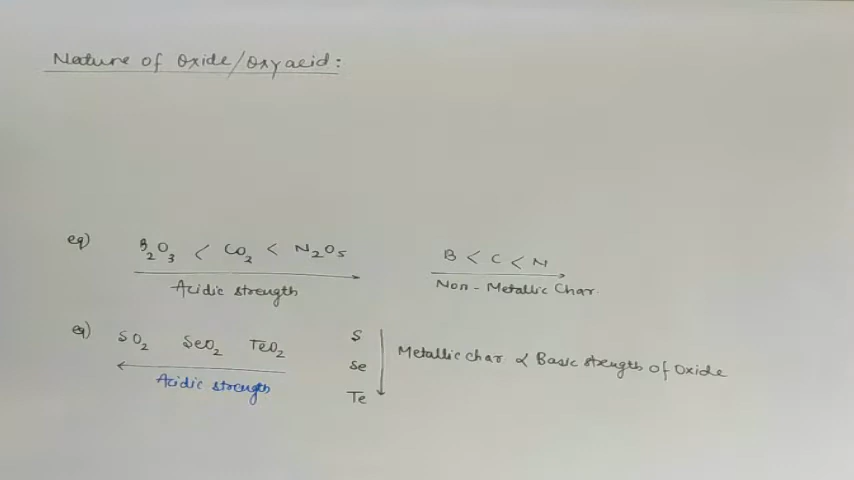 Nature of Oxide/Oxyacid:
eg) B₂O₃ < CO₂ < N₂O₅ B < C < N
Acidic strength Non-Metallic Char.
eg) SO₂ SeO₂ TeO₂ S
Se Metallic char ∝ Basic strength of Oxide
Acidic strength
Te